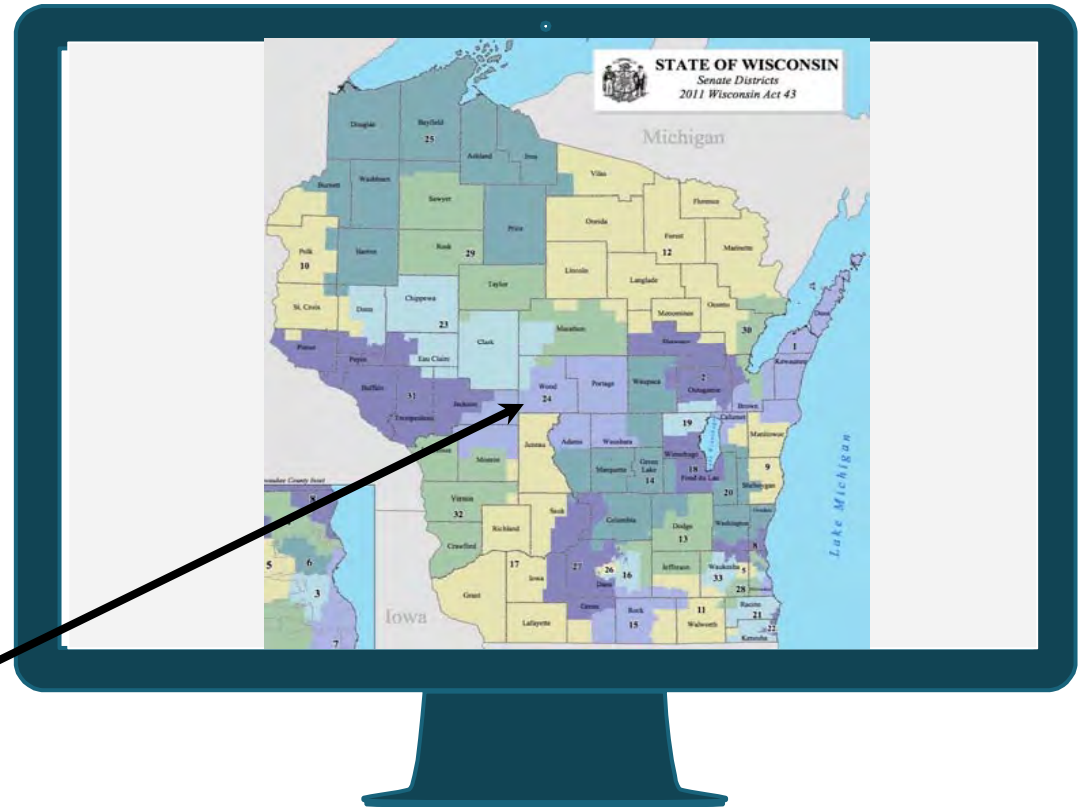 STATE OF WISCONSIN
Senate Districts
2011 Wisconsin Act 43
Michigan
Douglas
Bayfield
25
Ashland
Iron
Vilas
Burnett
Washburn
Sawyer
Florence
Price
Oneida
Forest
12
Marinette
Polk
10
Barron
Rusk
29
Lincoln
Langlade
Taylor
Chippewa
23
St. Croix
Dunn
Oconto
Menominee
30
Marathon
Door
Clark
1
Pierce
Shawano
Kewaunee
Pepin
Eau Claire
Wood
24
Portage
Waupaca
2
Outagamie
Buffalo
31
Jackson
Brown
Trempealeau
19
Calumet
Juneau
Adams
Waushara
Manitowoc
Winnebago
Monroe
Marquette
Green
Lake
14
18
Fond du Lac
9
Sheboygan
20
Vernon
32
Sauk
Columbia
Dodge
13
Washington
Richland
Crawford
8
17
Iowa
27
26
Dane
16
Jefferson
Waukesha
33
5
28
Grant
Green
Rock
15
11
Walworth
Racine
21
22
Kenosha
Lafayette
Iowa
Lake Michigan
waukee County Inset
8
5
6
3
7